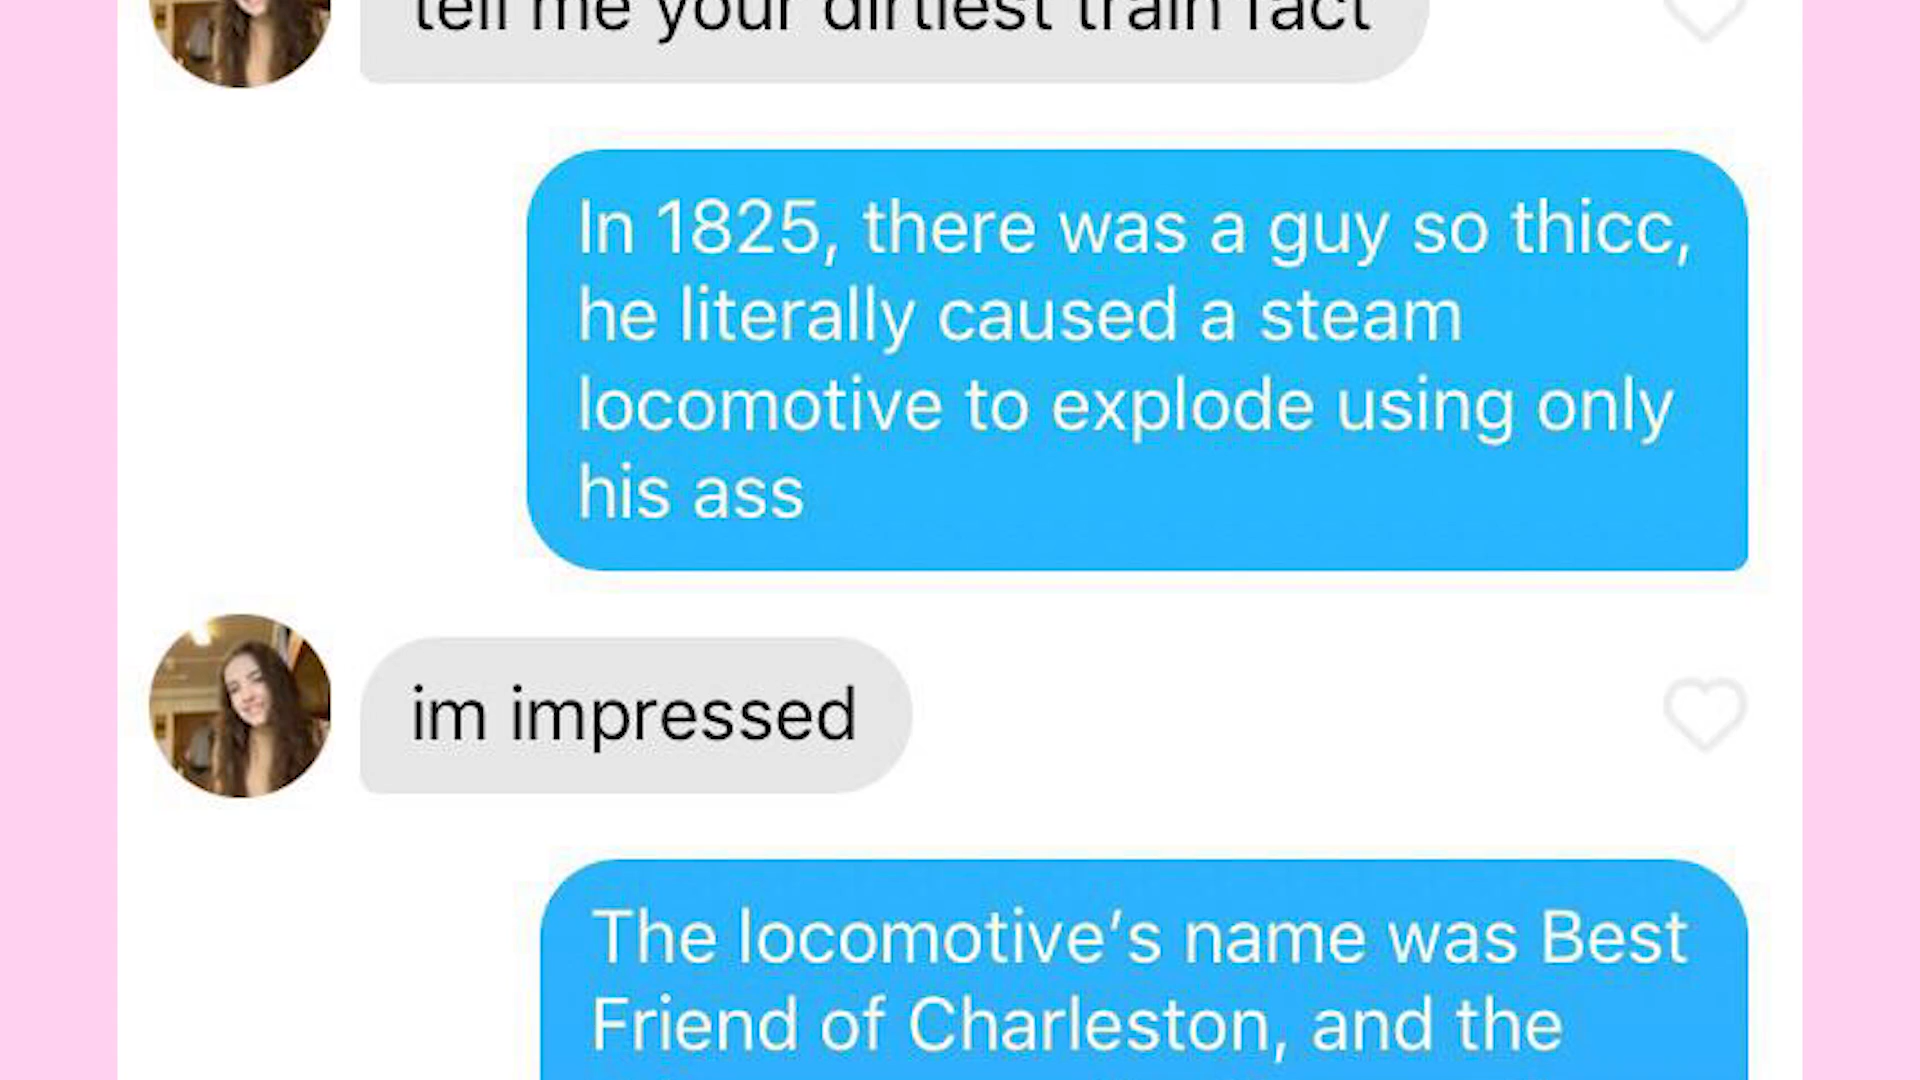 tell me your dirtiest train fact
In 1825, there was a guy so thicc,
he literally caused a steam
locomotive to explode using only
his ass
im impressed
The locomotive’s name was Best
Friend of Charleston, and the